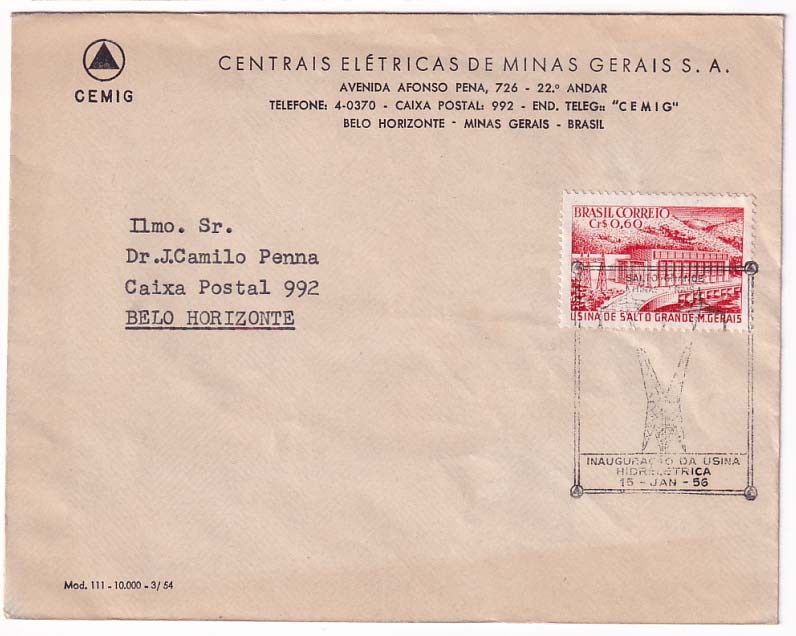 CEMIG
CENTRAIS ELÉTRICAS DE MINAS GERAIS S. A.
AVENIDA AFONSO PENA, 726 - 22.º ANDAR
TELEFONE: 4-0370 - CAIXA POSTAL: 992 - END. TELEG:: "CEMIG"
BELO HORIZONTE - MINAS GERAIS - BRASIL
Ilmo. Sr.
Dr.J.Camilo Penna
Caixa Postal 992
BELO HORIZONTE
BRASIL CORREIO
Cr$ 0,60
SALTO GRANDE
USINA DE SALTO GRANDE-M.GERAIS
INAUGURAÇÃO DA USINA
HIDRELÉTRICA
15 - JAN - 56
Mod. 111 - 10.000 - 3/54